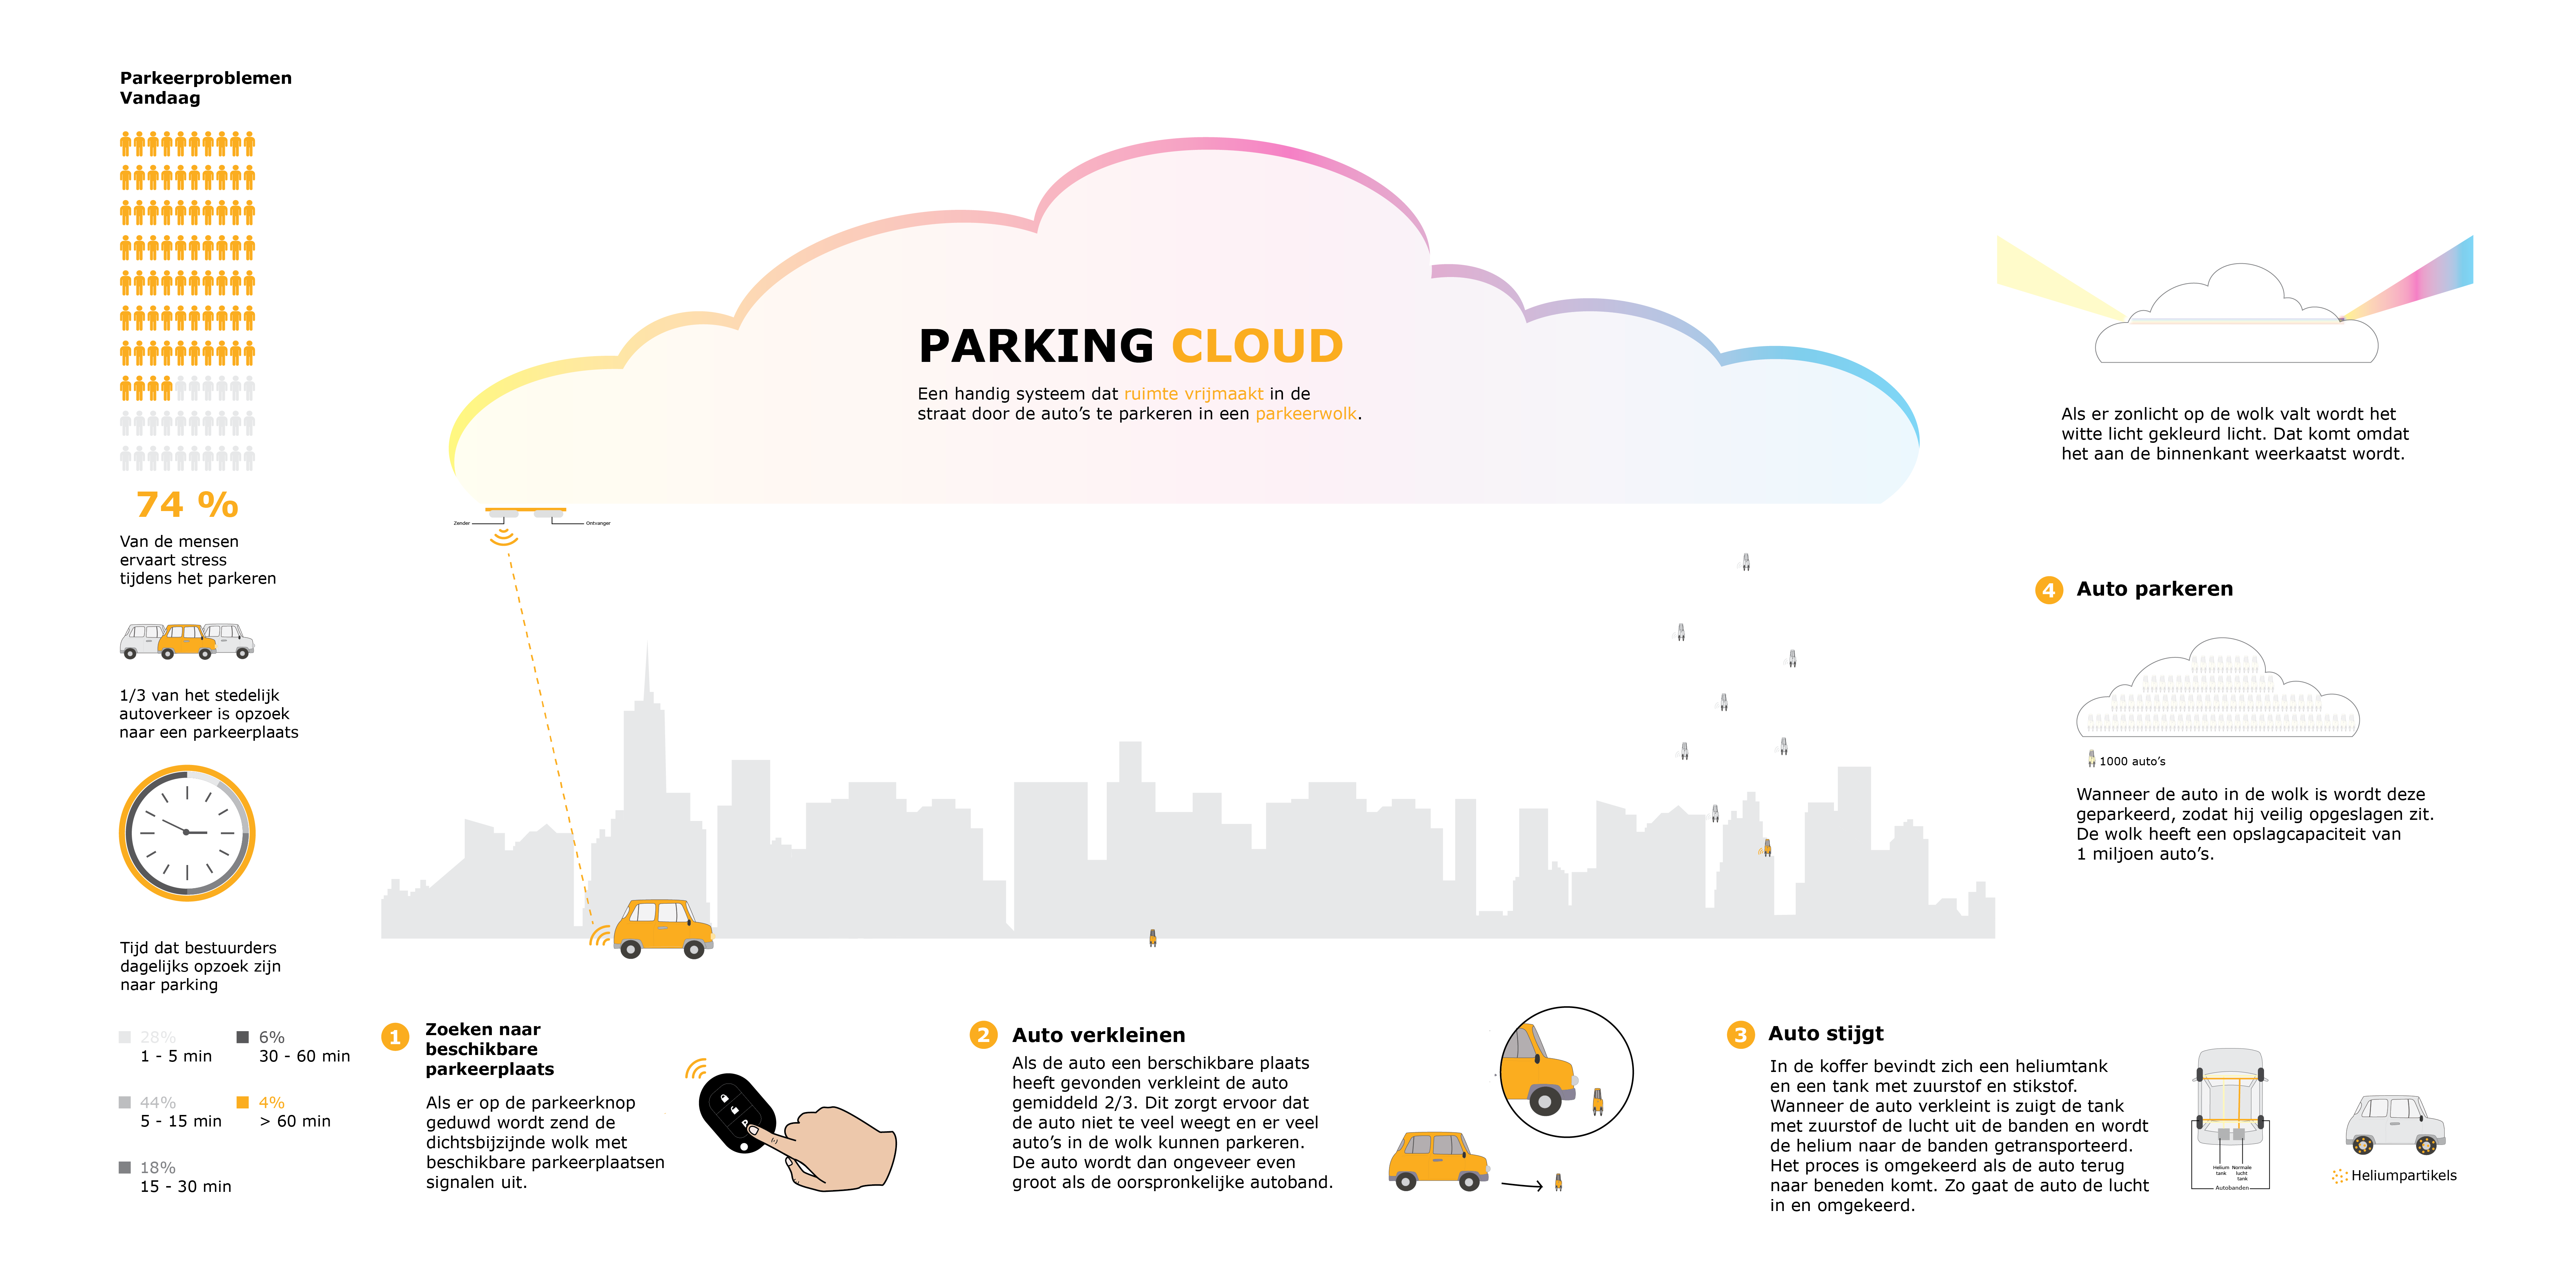 Parkeerproblemen
Vandaag
74 %
Van de mensen
ervaart stress
tijdens het parkeren
1/3 van het stedelijk
autoverkeer is opzoek
naar een parkeerplaats
Tijd dat bestuurders
dagelijks opzoek zijn
naar parking
28%
1 - 5 min
6%
30 - 60 min
44%
5 - 15 min
4%
> 60 min
18%
15 - 30 min
PARKING CLOUD
Een handig systeem dat ruimte vrijmaakt in de
straat door de auto's te parkeren in een parkeerwolk.
Zender
Ontvanger
1
Zoeken naar
beschikbare
parkeerplaats
Als er op de parkeerknop
geduwd wordt zend de
dichtsbijzijnde wolk met
beschikbare parkeerplaatsen
signalen uit.
P
2
Auto verkleinen
Als de auto een berschikbare plaats
heeft gevonden verkleint de auto
gemiddeld 2/3. Dit zorgt ervoor dat
de auto niet te veel weegt en er veel
auto's in de wolk kunnen parkeren.
De auto wordt dan ongeveer even
groot als de oorspronkelijke autoband.
3
Auto stijgt
In de koffer bevindt zich een heliumtank
en een tank met zuurstof en stikstof.
Wanneer de auto verkleint is zuigt de tank
met zuurstof de lucht uit de banden en wordt
de helium naar de banden getransporteerd.
Het proces is omgekeerd als de auto terug
naar beneden komt. Zo gaat de auto de lucht
in en omgekeerd.
Helium
tank
Normale
lucht
tank
Autobanden
Heliumpartikels
Als er zonlicht op de wolk valt wordt het
witte licht gekleurd licht. Dat komt omdat
het aan de binnenkant weerkaatst wordt.
4
Auto parkeren
1000 auto's
Wanneer de auto in de wolk is wordt deze
geparkeerd, zodat hij veilig opgeslagen zit.
De wolk heeft een opslagcapaciteit van
1 miljoen auto's.